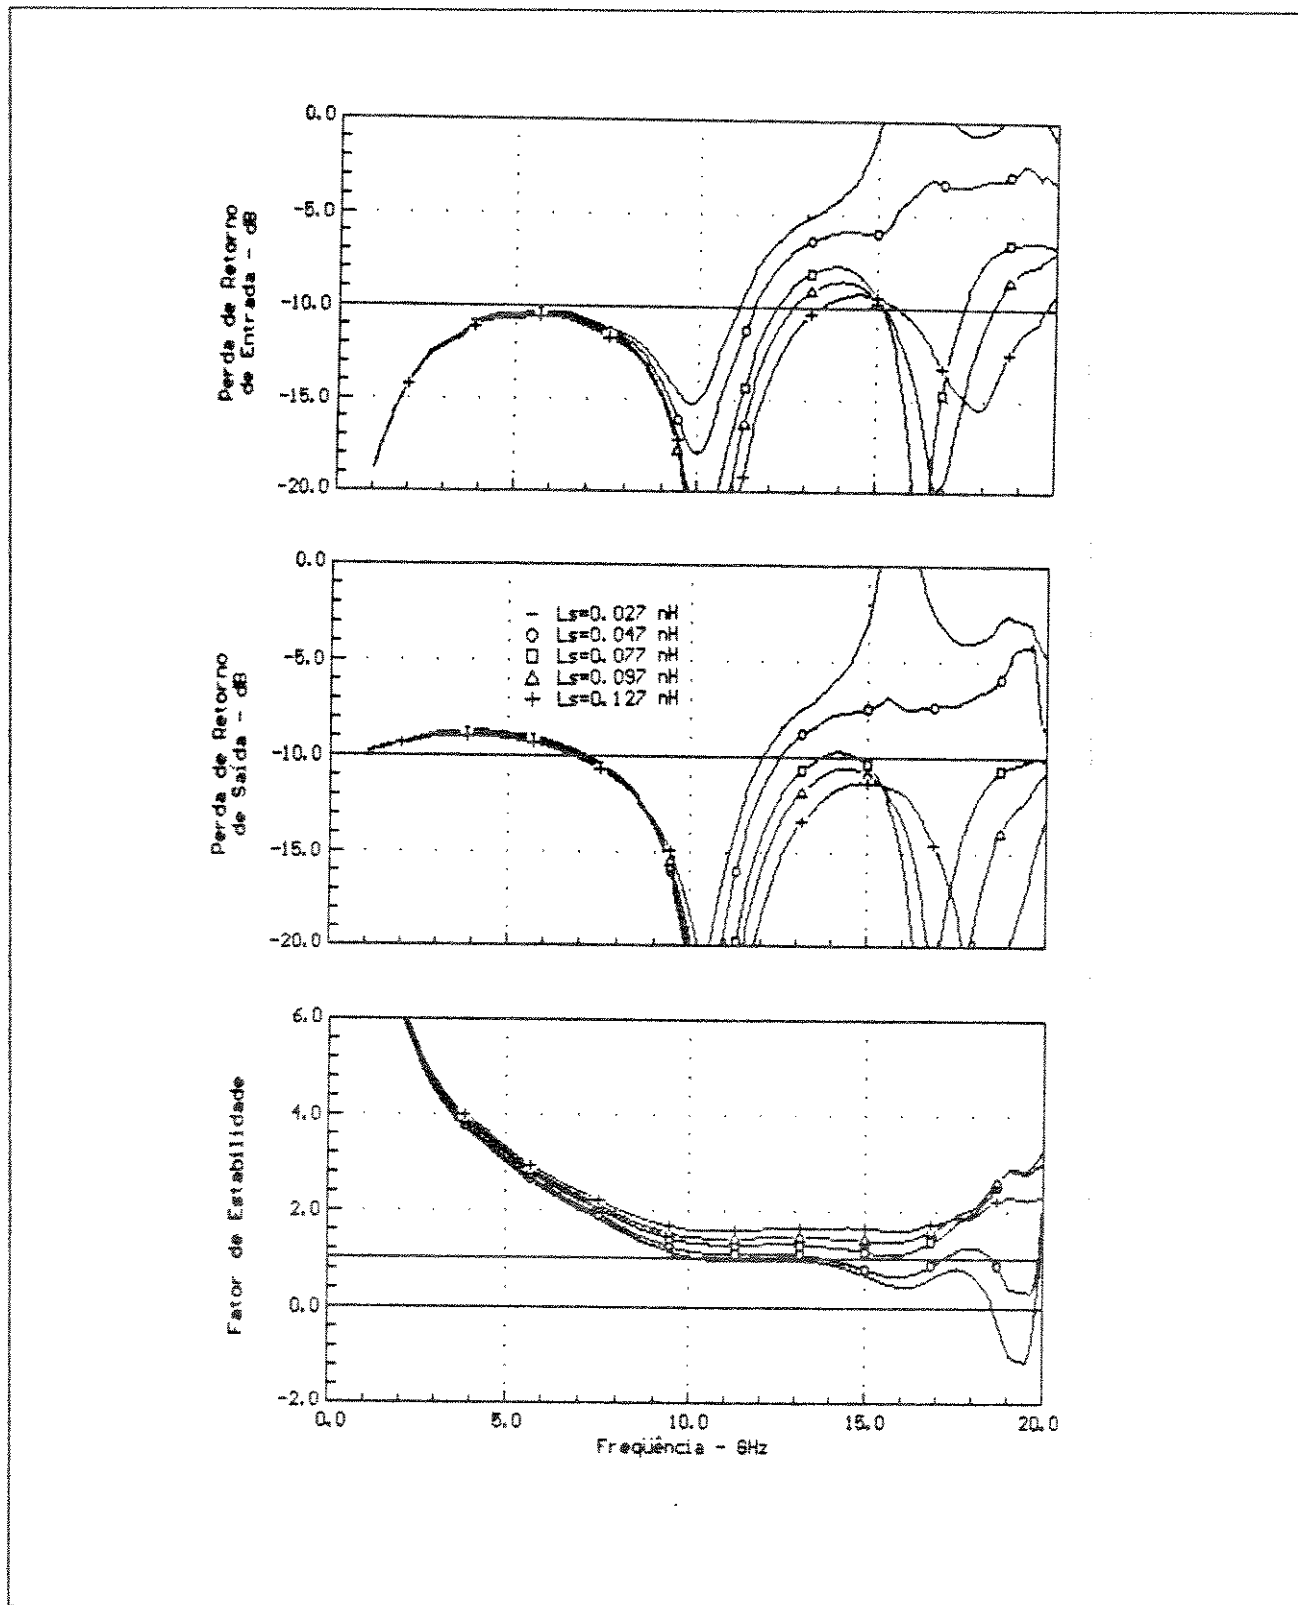 0.0
-5.0
-10.0
-15.0
-20.0
Perda de Retorno
de Entrada - dB
0.0
-5.0
-10.0
-15.0
-20.0
Perda de Retorno
de Saída - dB
- Ls=0.027 nH
Ls=0.047 nH
Ls=0.077 nH
Ls=0.097 nH
+ Ls=0.127 nH
6.0
4.0
2.0
0.0
-2.0
Fator de Estabilidade
0.0 5.0 10.0 15.0 20.0
Freqüência - GHz